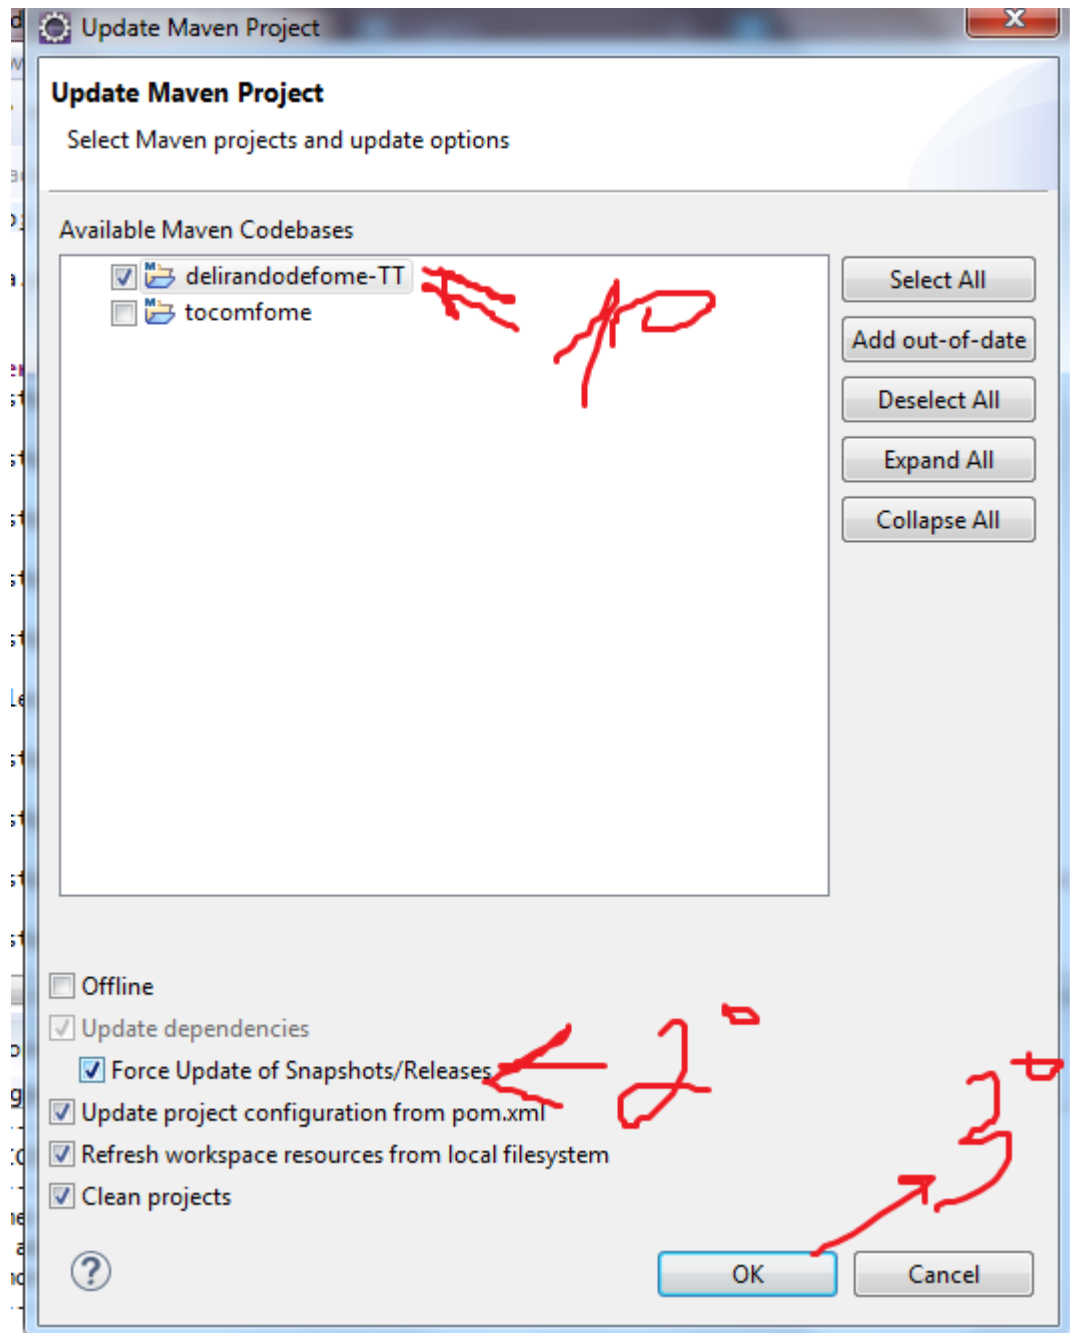 Update Maven Project
X
Update Maven Project
Select Maven projects and update options
Available Maven Codebases
delirandodefome-TT
tocomfome
1º
Select All
Add out-of-date
Deselect All
Expand All
Collapse All
Offline
Update dependencies
Force Update of Snapshots/Releases
2º
Update project configuration from pom.xml
3º
Refresh workspace resources from local filesystem
Clean projects
?
OK
Cancel